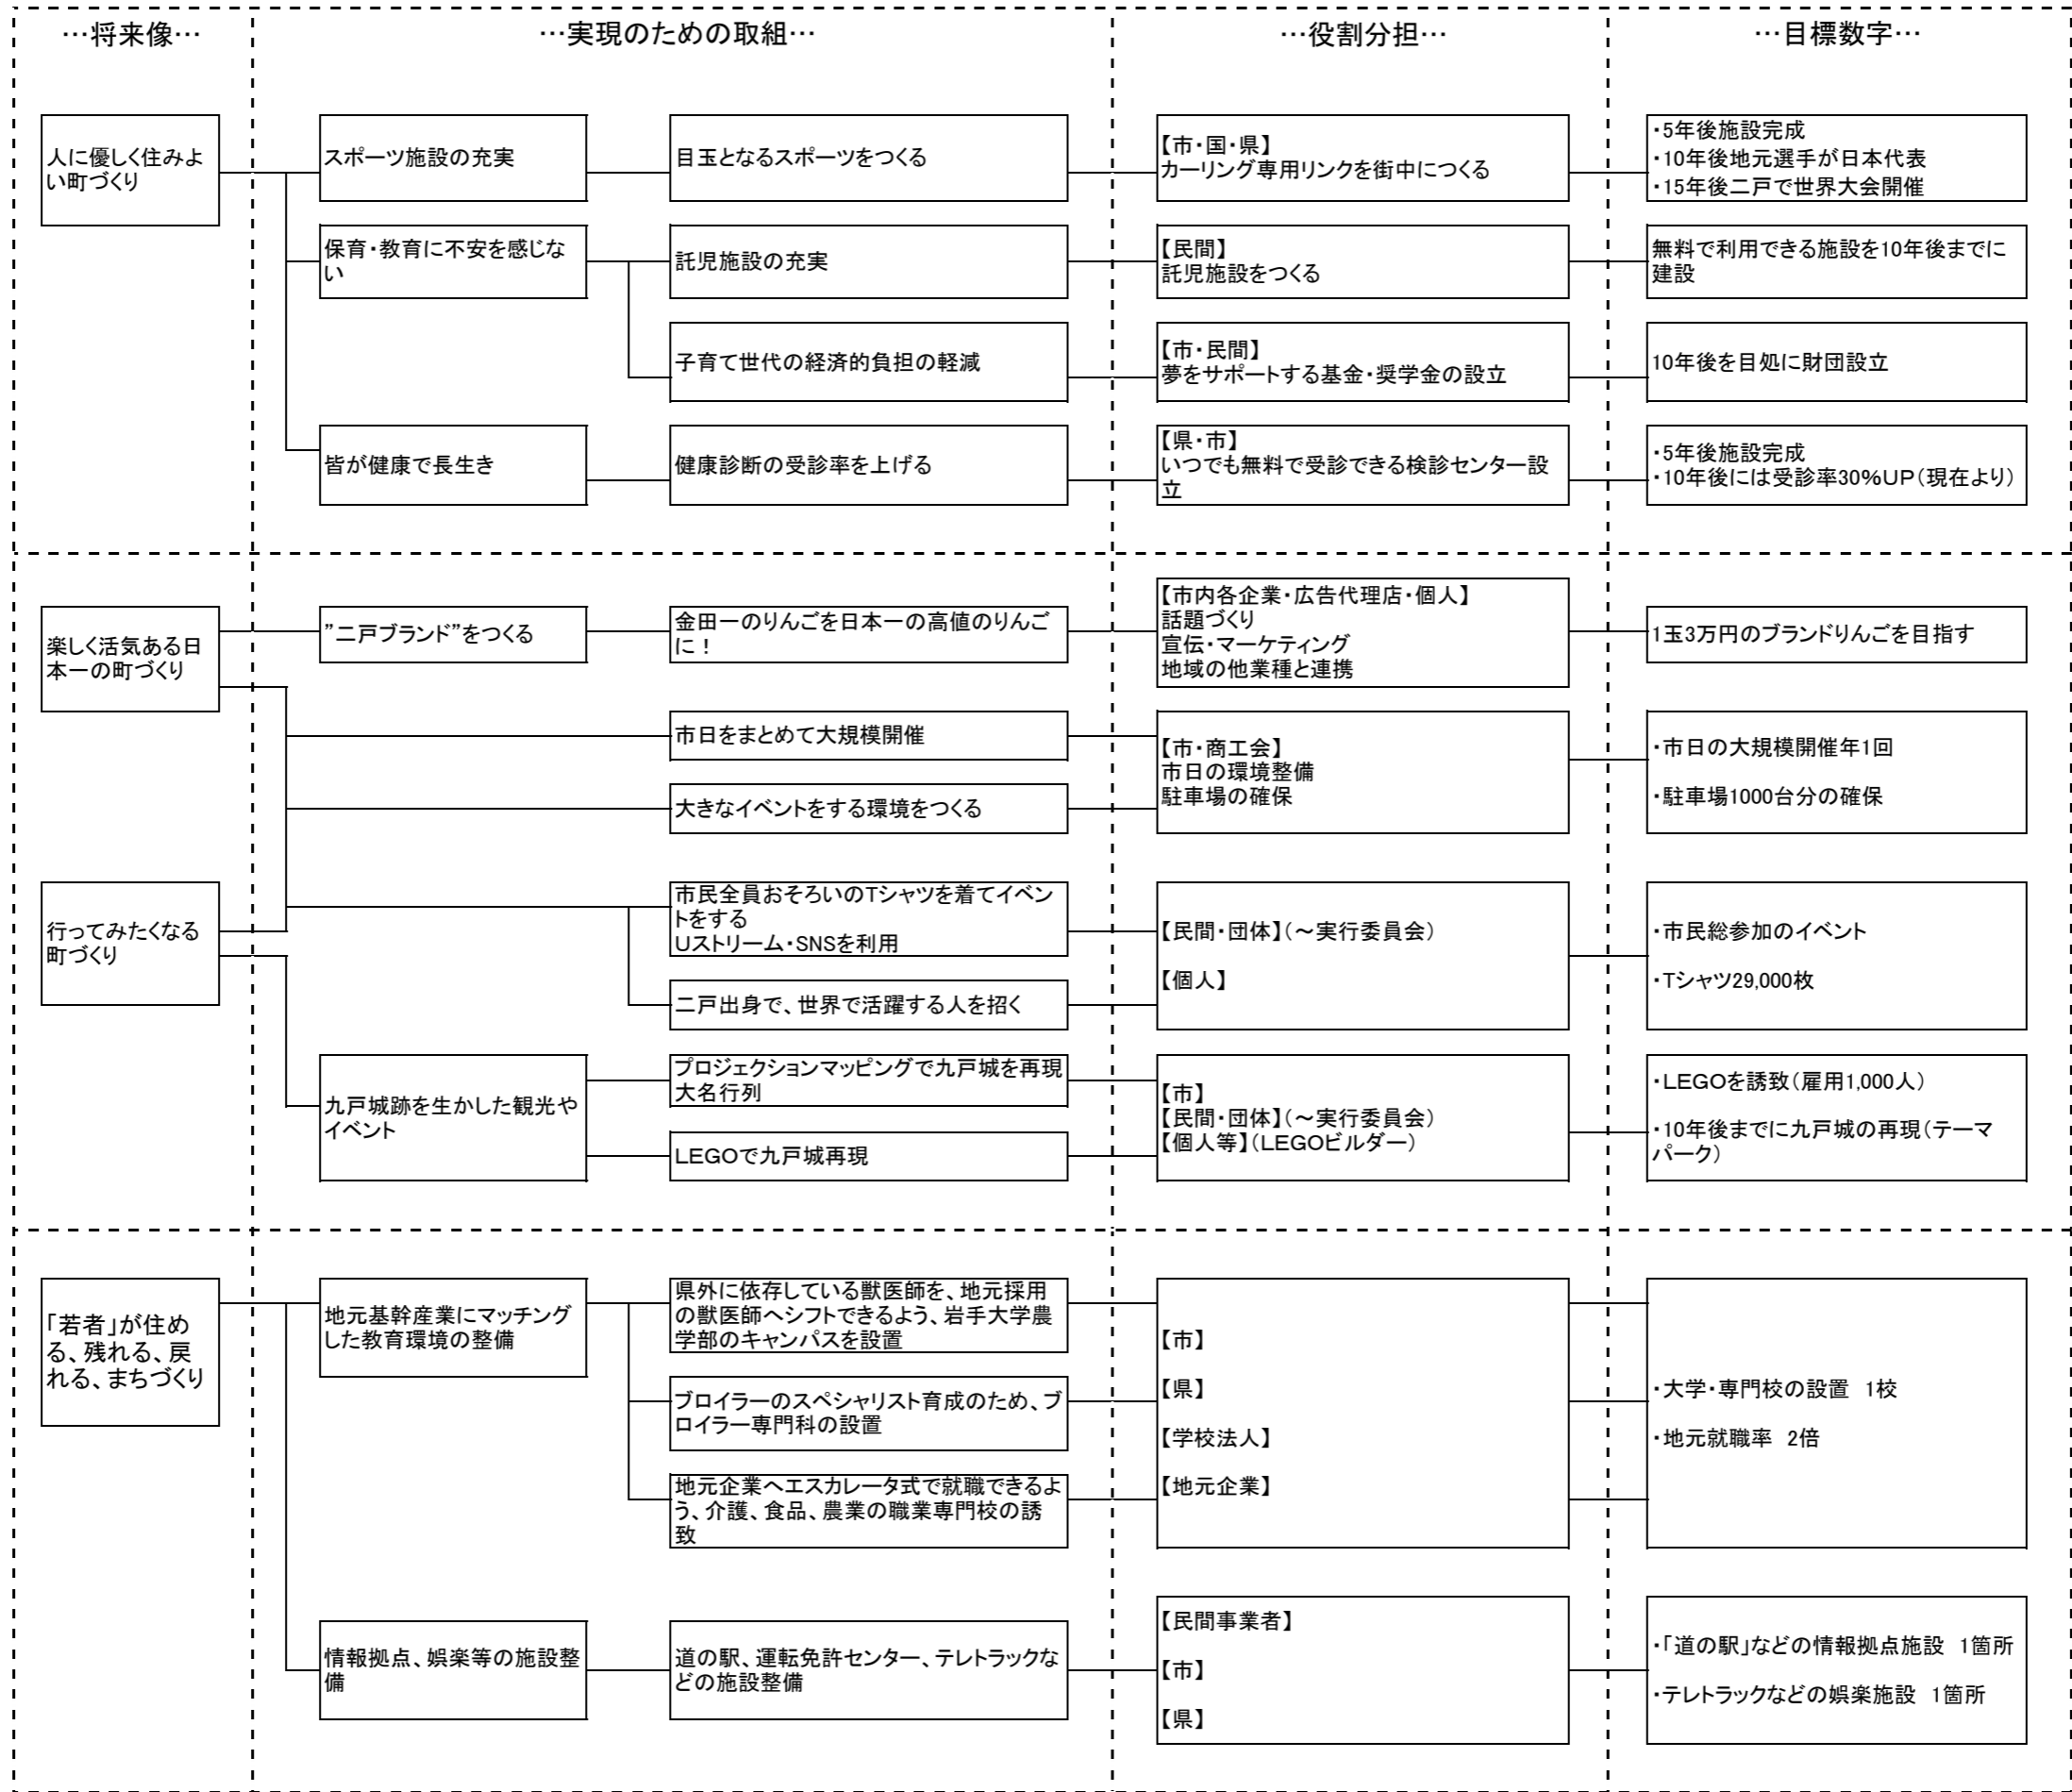 …将来像…
…実現のための取組…
…役割分担…
…目標数字…
人に優しく住みよ
い町づくり
スポーツ施設の充実
目玉となるスポーツをつくる
【市・国・県】
カーリング専用リンクを街中につくる
・5年後施設完成
・10年後地元選手が日本代表
・15年後二戸で世界大会開催
保育・教育に不安を感じな
い
託児施設の充実
【民間】
託児施設をつくる
無料で利用できる施設を10年後までに
建設
子育て世代の経済的負担の軽減
【市・民間】
夢をサポートする基金・奨学金の設立
10年後を目処に財団設立
皆が健康で長生き
健康診断の受診率を上げる
【県・市】
いつでも無料で受診できる検診センター設
立
・5年後施設完成
・10年後には受診率30%UP(現在より)
楽しく活気ある日
本一の町づくり
”二戸ブランド”をつくる
金田一のりんごを日本一の高値のりんご
に！
【市内各企業・広告代理店・個人】
話題づくり
宣伝・マーケティング
地域の他業種と連携
1玉3万円のブランドりんごを目指す
市日をまとめて大規模開催
大きなイベントをする環境をつくる
【市・商工会】
市日の環境整備
駐車場の確保
・市日の大規模開催年1回
・駐車場1000台分の確保
行ってみたくなる
町づくり
市民全員おそろいのTシャツを着てイベン
トをする
Uストリーム・SNSを利用
二戸出身で、世界で活躍する人を招く
【民間・団体】(～実行委員会)
【個人】
・市民総参加のイベント
・Tシャツ29,000枚
九戸城跡を生かした観光や
イベント
プロジェクションマッピングで九戸城を再現
大名行列
LEGOで九戸城再現
【市】
【民間・団体】(～実行委員会)
【個人等】(LEGOビルダー)
・LEGOを誘致(雇用1,000人)
・10年後までに九戸城の再現(テーマ
パーク)
「若者」が住め
る、残れる、戻
れる、まちづくり
地元基幹産業にマッチング
した教育環境の整備
県外に依存している獣医師を、地元採用
の獣医師へシフトできるよう、岩手大学農
学部のキャンパスを設置
ブロイラーのスペシャリスト育成のため、ブ
ロイラー専門科の設置
地元企業へエスカレータ式で就職できるよ
う、介護、食品、農業の職業専門校の誘
致
【市】
【県】
【学校法人】
【地元企業】
・大学・専門校の設置 1校
・地元就職率 2倍
情報拠点、娯楽等の施設整
備
道の駅、運転免許センター、テレトラックな
どの施設整備
【民間事業者】
【市】
【県】
・「道の駅」などの情報拠点施設 1箇所
・テレトラックなどの娯楽施設 1箇所